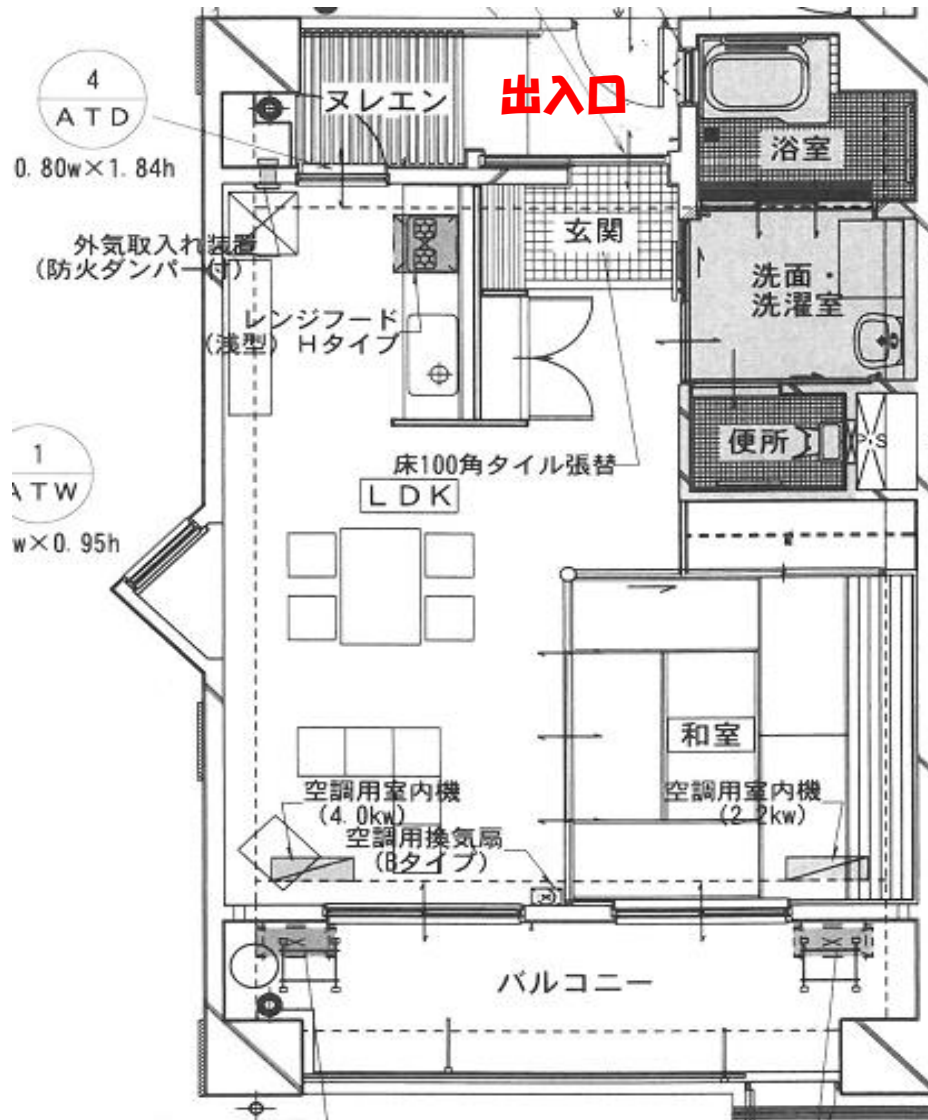 4
ATD
0.80w×1.84h
ヌレエン
出入口
浴室
外気取入れ装置
(防火ダンパー付)
玄関
洗面・
洗濯室
レンジフード
(浅型) Hタイプ
便所
PS
1
ATW
w×0.95h
床100角タイル張替
LDK
和室
空調用室内機
(4.0kw)
空調用換気扇
(Bタイプ)
空調用室内機
(2.2kw)
バルコニー